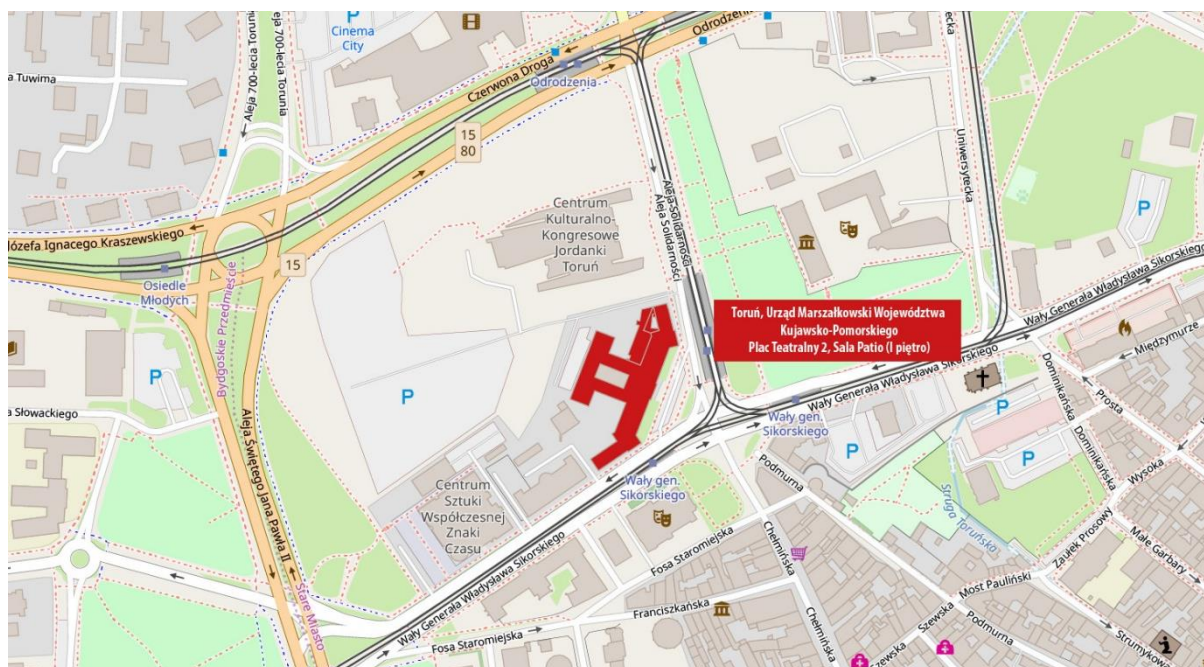 Cinema
City
Aleja 700-lecia Torunia
Tuwima
Czerwona Droga
Odrodzenia
Odrodzenia
15
80
Uniwersytecka
Józefa Ignacego Kraszewskiego
Osiedle
Młodych
15
Bydgoskie Przedmieście
Centrum
Kulturalno-
Kongresowe
Jordanki
Toruń
Aleja Solidarności
Aleja Solidarności
Toruń, Urząd Marszałkowski Województwa
Kujawsko-Pomorskiego
Plac Teatralny 2, Sala Patio (I piętro)
Wały Generała Władysława Sikorskiego
Wały Generała Władysława Sikorskiego
Międzymurze
Prosta
Dominikańska
Dominikańska
Wysoka
a Słowackiego
Aleja Świętego Jana Pawła II
Stare Miasto
Centrum
Sztuki
Współczesnej
Znaki
Czasu
Wały gen.
Sikorskiego
Wały gen.
Sikorskiego
Podmurna
Struga Toruńska
Zaułek Prosowy
Małe Garbary
Chełmińska
Fosa Staromiejska
Most Pauliński
Franciszkańska
Wały Generała Władysława Sikorskiego
Fosa Staromiejska
Chełmińska
Szewska
Szewska
Podmurna
Strumykowa
P
P
P
P
P
P
P